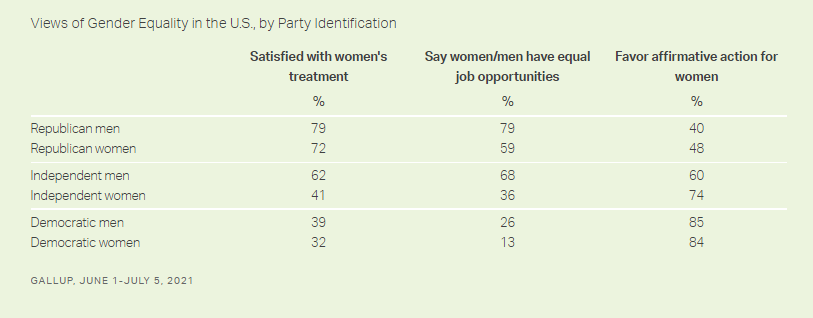 Views of Gender Equality in the U.S., by Party Identification
Satisfied with women's Say women/men have equal Favor affirmative action for
treatment job opportunities women
% % %
Republican men 79 79 40
Republican women 72 59 48
Independent men 62 68 60
Independent women 41 36 74
Democratic men 39 26 85
Democratic women 32 13 84
GALLUP, JUNE 1-JULY 5, 2021